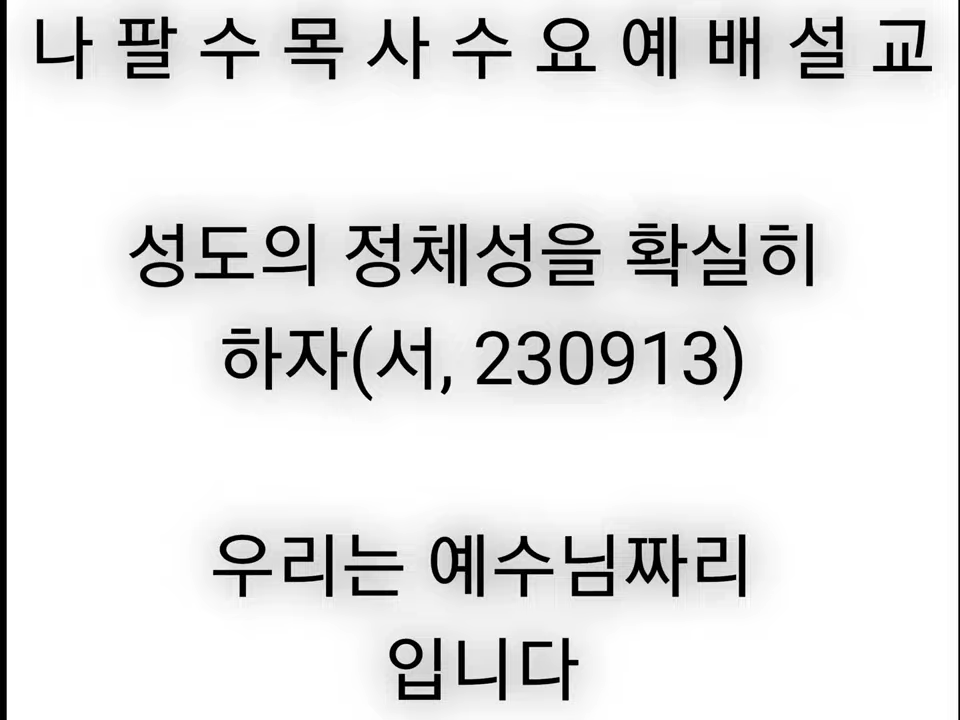 나 팔 수 목 사 수 요 예 배 설 교
성도의 정체성을 확실히
하자(서, 230913)
우리는 예수님짜리
입니다